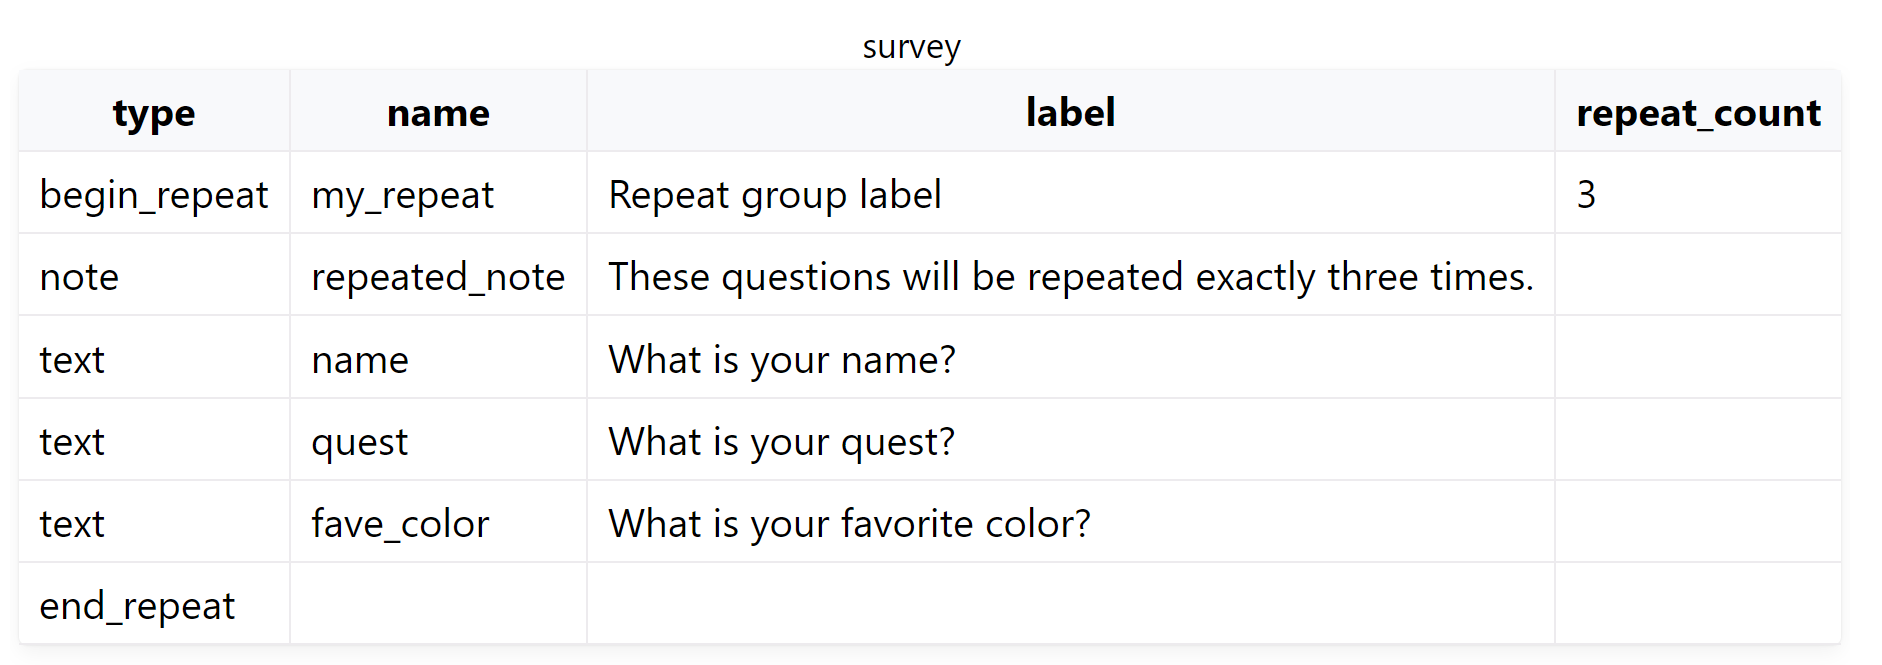 survey
type name label repeat_count
begin_repeat my_repeat Repeat group label 3
note repeated_note These questions will be repeated exactly three times.
text name What is your name?
text quest What is your quest?
text fave_color What is your favorite color?
end_repeat